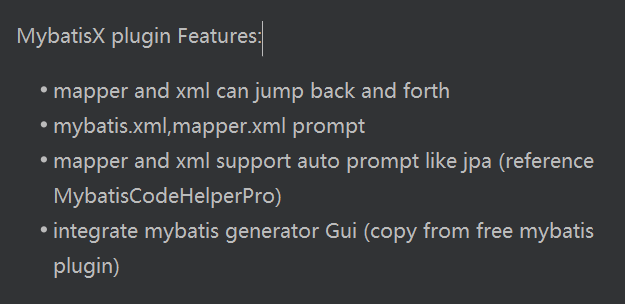 MybatisX plugin Features:
• mapper and xml can jump back and forth
• mybatis.xml,mapper.xml prompt
• mapper and xml support auto prompt like jpa (reference
MybatisCodeHelperPro)
• integrate mybatis generator Gui (copy from free mybatis
plugin)